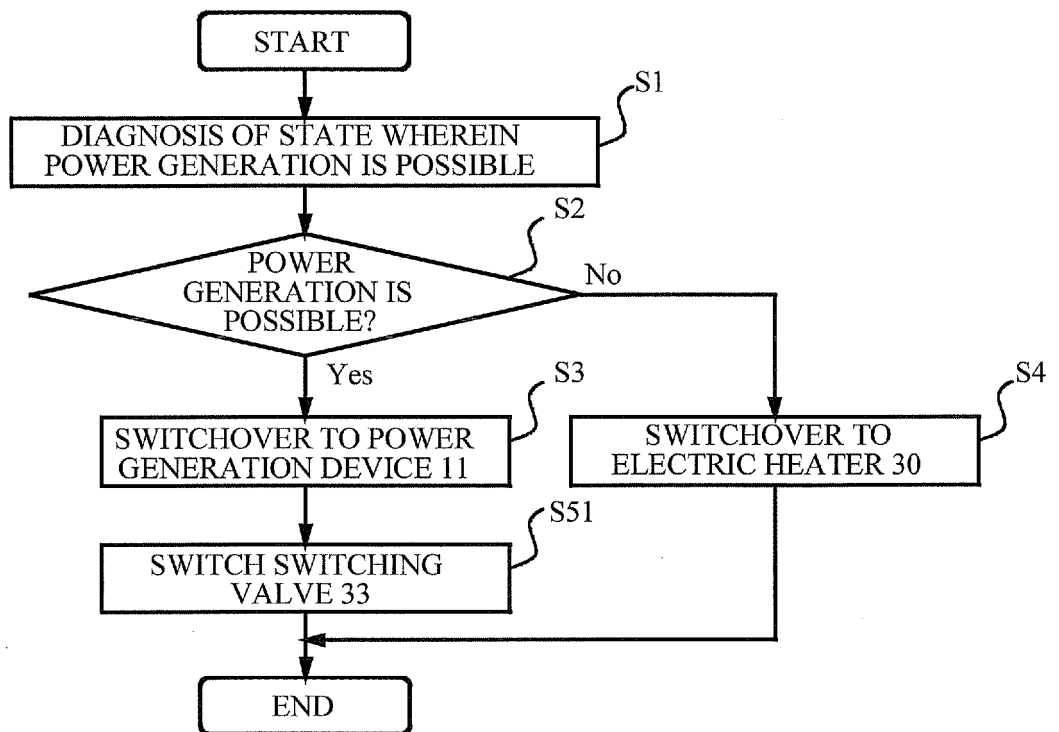 START
S1
DIAGNOSIS OF STATE WHEREIN
POWER GENERATION IS POSSIBLE
S2
POWER
GENERATION IS
POSSIBLE?
No
Yes
S3
SWITCHOVER TO POWER
GENERATION DEVICE 11
S4
SWITCHOVER TO
ELECTRIC HEATER 30
S51
SWITCH SWITCHING
VALVE 33
END